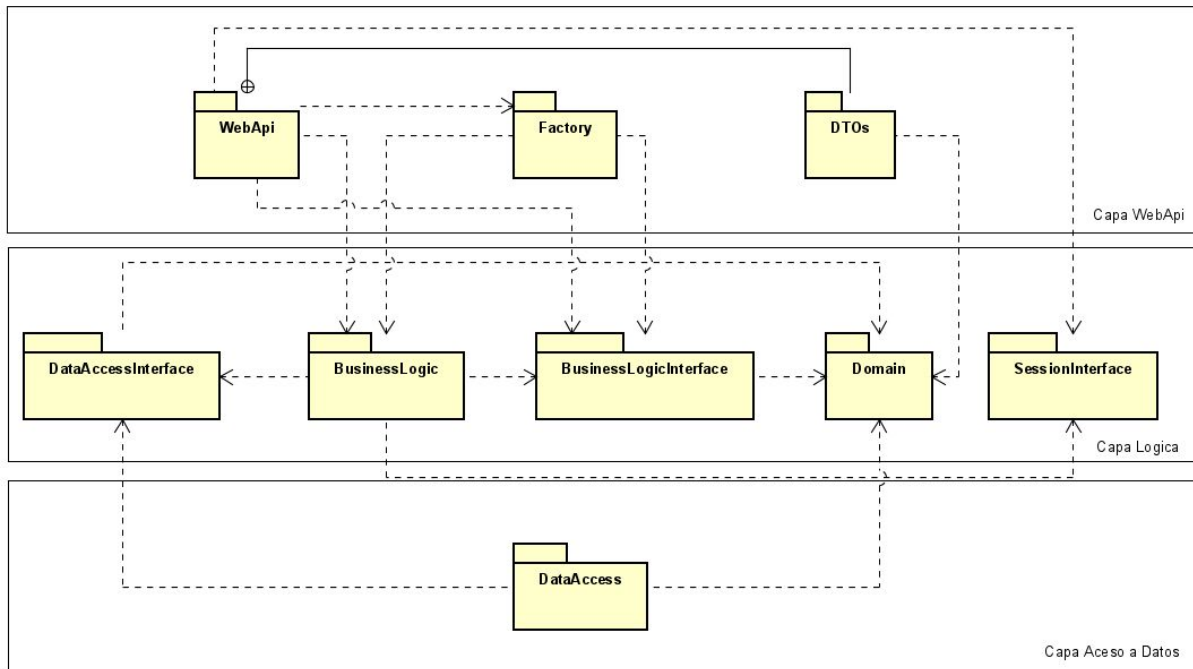 WebApi
Factory
DTOs
Capa WebApi
DataAccessInterface
BusinessLogic
BusinessLogicInterface
Domain
SessionInterface
Capa Logica
DataAccess
Capa Aceso a Datos